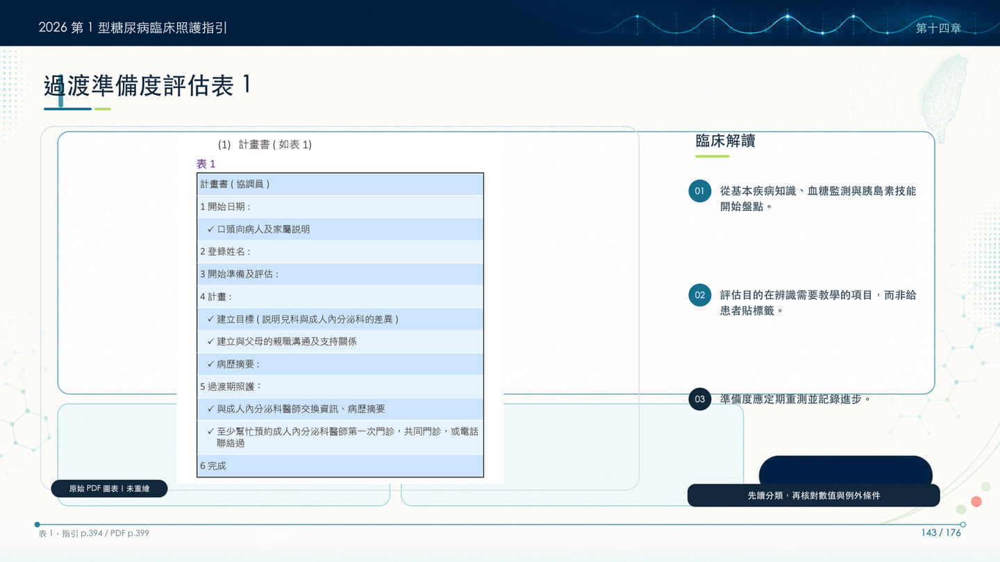 2026 第 1 型糖尿病臨床照護指引
第十四章
過渡準備度評估表 1
(1) 計畫書 ( 如表 1)
表 1
計畫書 ( 協調員 )
1 開始日期 :
✓ 口頭向病人及家屬説明
2 登錄姓名 :
3 開始準備及評估 :
4 計畫 :
✓ 建立目標 ( 説明兒科與成人內分泌科的差異 )
✓ 建立與父母的親職溝通及支持關係
✓ 病歷摘要 :
5 過渡期照護：
✓ 與成人內分泌科醫師交換資訊、病歷摘要
✓ 至少幫忙預約成人內分泌科醫師第一次門診，共同門診，或電話
聯絡過
6 完成
原始 PDF 圖表｜未重繪
臨床解讀
01 從基本疾病知識、血糖監測與胰島素技能
開始盤點。
02 評估目的在辨識需要教學的項目，而非給
患者貼標籤。
03 準備度應定期重測並記錄進步。
先讀分類，再核對數值與例外條件
表 1・指引 p.394 / PDF p.399
143 / 176